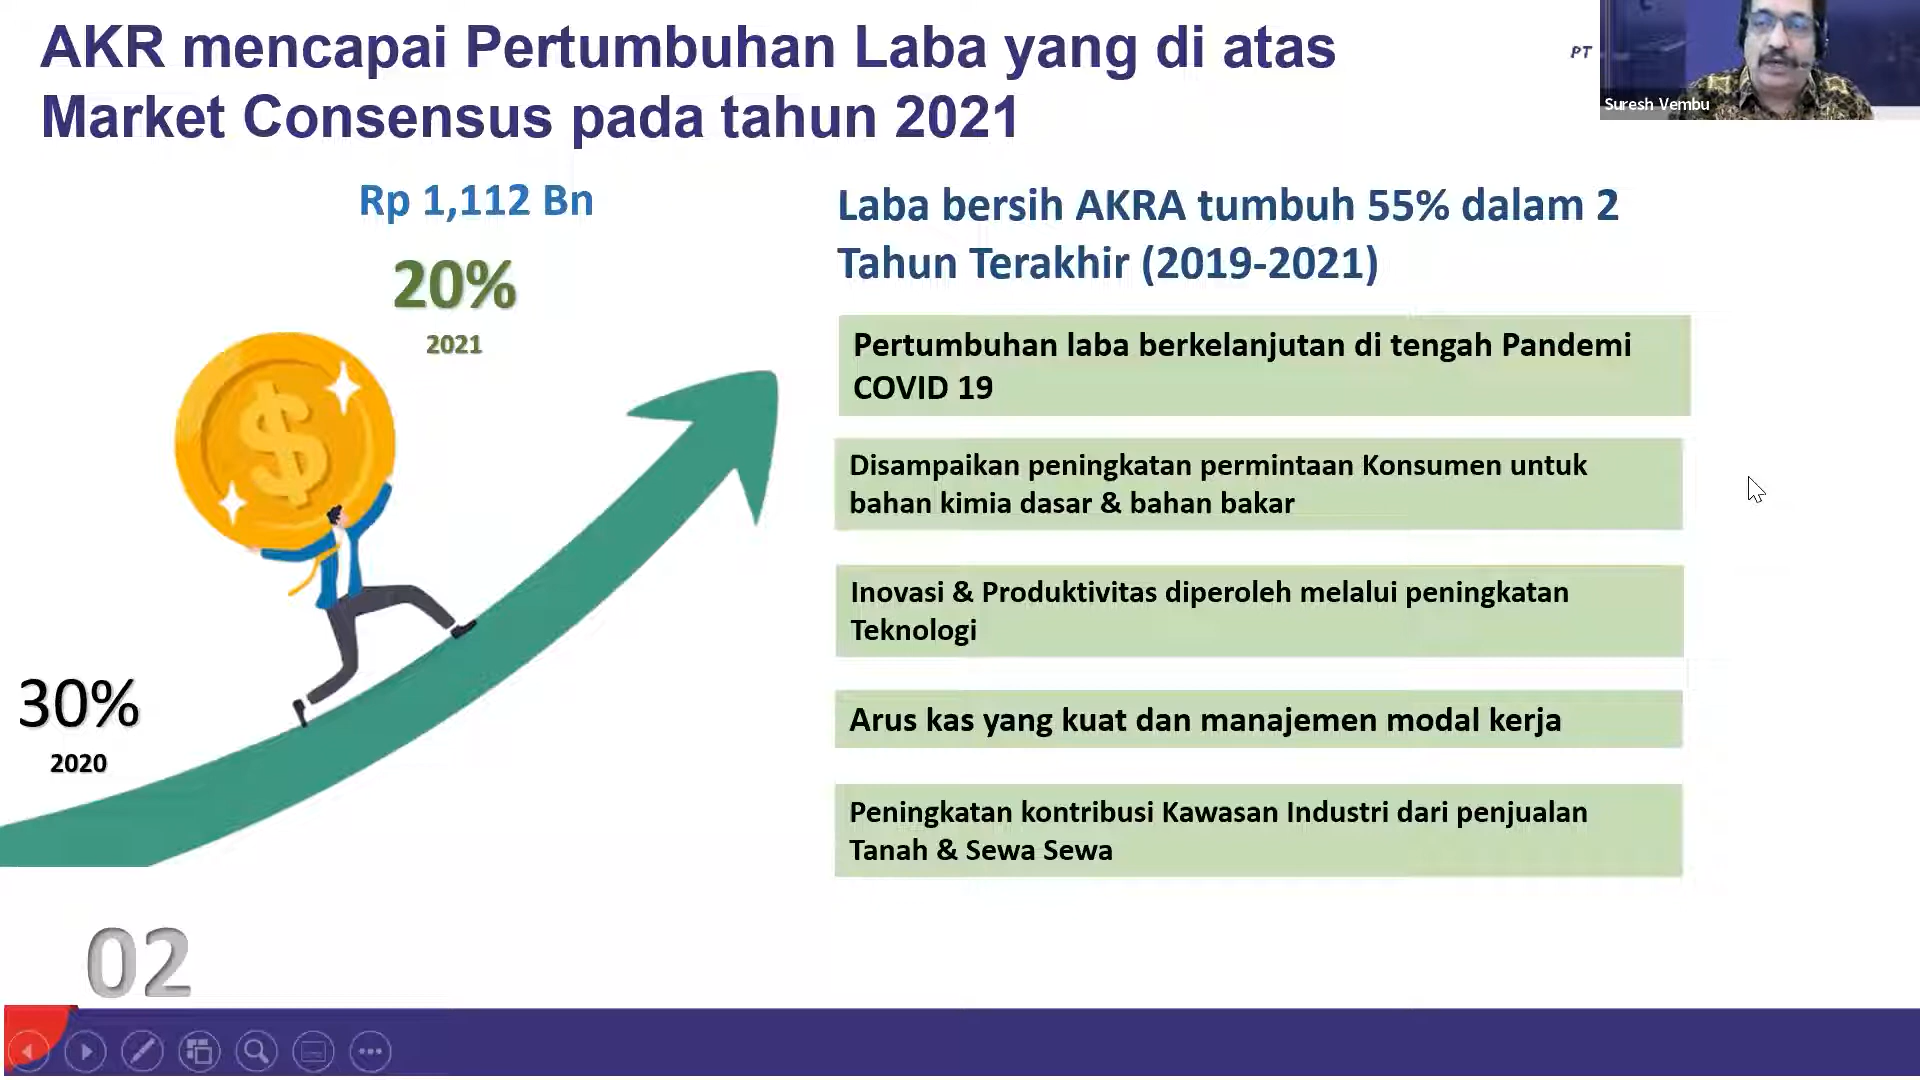 AKR mencapai Pertumbuhan Laba yang di atas
Market Consensus pada tahun 2021
PT
Suresh Vembu
Rp 1,112 Bn
20%
2021
30%
2020
Laba bersih AKRA tumbuh 55% dalam 2
Tahun Terakhir (2019-2021)
Pertumbuhan laba berkelanjutan di tengah Pandemi
COVID 19
Disampaikan peningkatan permintaan Konsumen untuk
bahan kimia dasar & bahan bakar
Inovasi & Produktivitas diperoleh melalui peningkatan
Teknologi
Arus kas yang kuat dan manajemen modal kerja
Peningkatan kontribusi Kawasan Industri dari penjualan
Tanah & Sewa Sewa
02